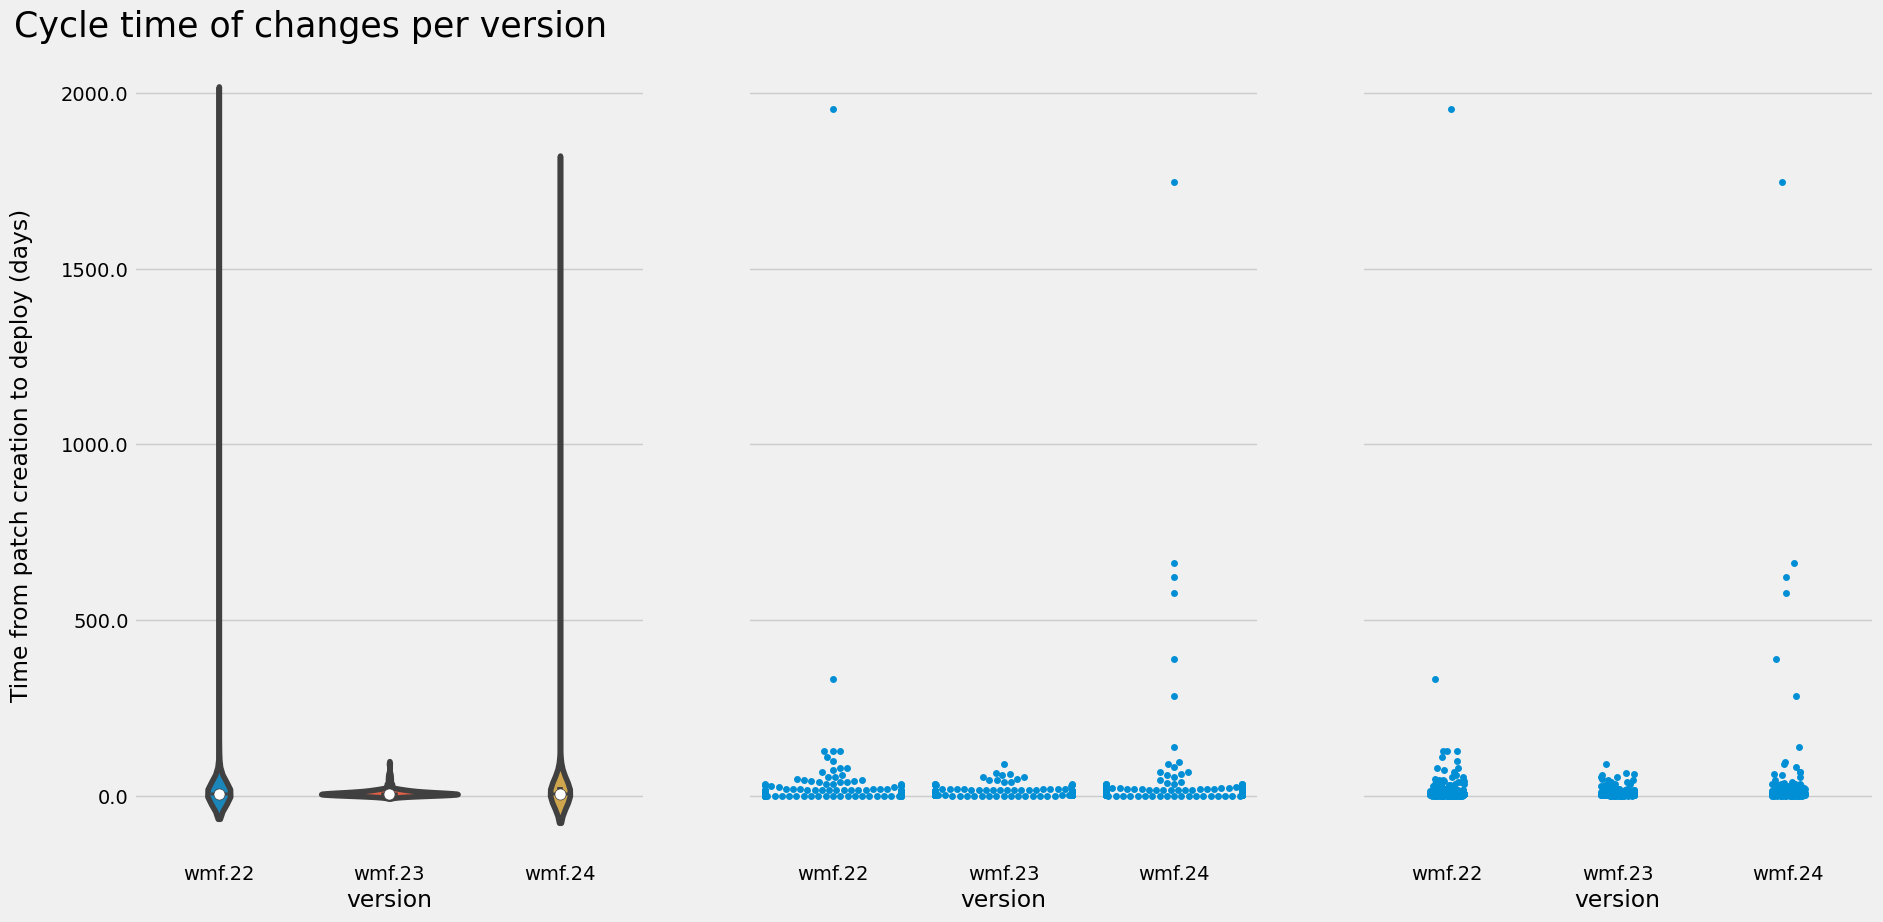 Cycle time of changes per version
Time from patch creation to deploy (days)
2000.0
1500.0
1000.0
500.0
0.0
wmf.22 wmf.23 wmf.24
version
wmf.22 wmf.23 wmf.24
version
wmf.22 wmf.23 wmf.24
version